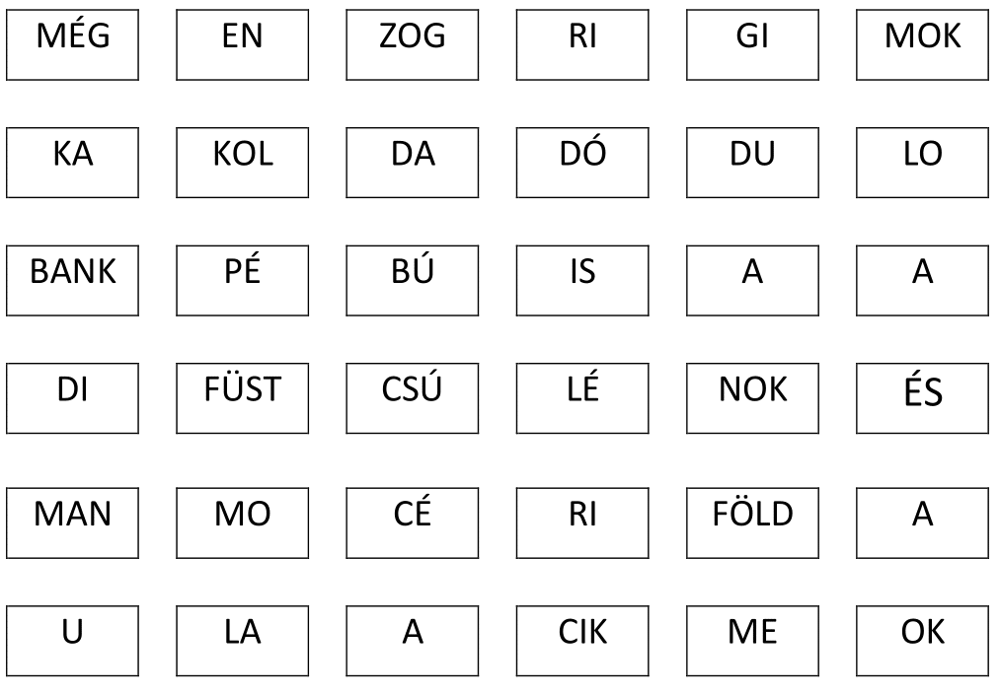 MÉG EN ZOG RI GI MOK
KA KOL DA DÓ DU LO
BANK PÉ BÚ IS A A
DI FÜST CSÚ LÉ NOK ÉS
MAN MO CÉ RI FÖLD A
U LA A CIK ME OK